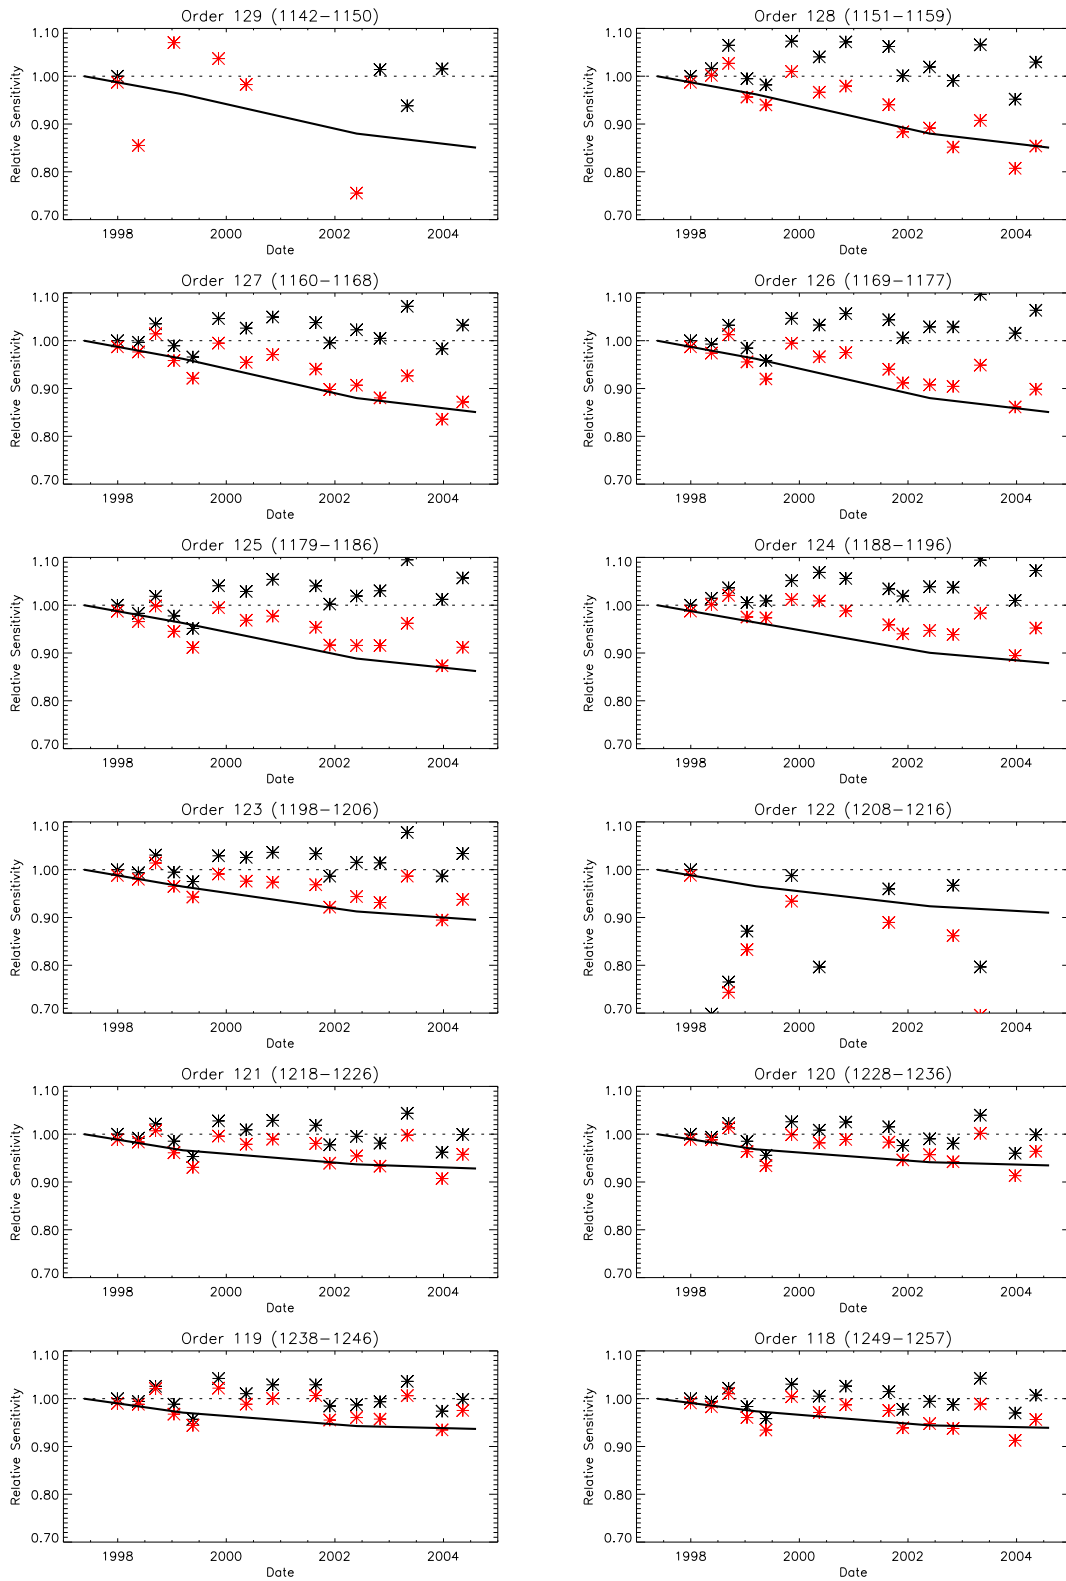 Order 129 (1142−1150)
1.10
1.00
0.90
0.80
0.70
Relative Sensitivity
1998 2000 2002 2004
Date
Order 128 (1151−1159)
1.10
1.00
0.90
0.80
0.70
Relative Sensitivity
1998 2000 2002 2004
Date
Order 127 (1160−1168)
1.10
1.00
0.90
0.80
0.70
Relative Sensitivity
1998 2000 2002 2004
Date
Order 126 (1169−1177)
1.10
1.00
0.90
0.80
0.70
Relative Sensitivity
1998 2000 2002 2004
Date
Order 125 (1179−1186)
1.10
1.00
0.90
0.80
0.70
Relative Sensitivity
1998 2000 2002 2004
Date
Order 124 (1188−1196)
1.10
1.00
0.90
0.80
0.70
Relative Sensitivity
1998 2000 2002 2004
Date
Order 123 (1198−1206)
1.10
1.00
0.90
0.80
0.70
Relative Sensitivity
1998 2000 2002 2004
Date
Order 122 (1208−1216)
1.10
1.00
0.90
0.80
0.70
Relative Sensitivity
1998 2000 2002 2004
Date
Order 121 (1218−1226)
1.10
1.00
0.90
0.80
0.70
Relative Sensitivity
1998 2000 2002 2004
Date
Order 120 (1228−1236)
1.10
1.00
0.90
0.80
0.70
Relative Sensitivity
1998 2000 2002 2004
Date
Order 119 (1238−1246)
1.10
1.00
0.90
0.80
0.70
Relative Sensitivity
1998 2000 2002 2004
Date
Order 118 (1249−1257)
1.10
1.00
0.90
0.80
0.70
Relative Sensitivity
1998 2000 2002 2004
Date